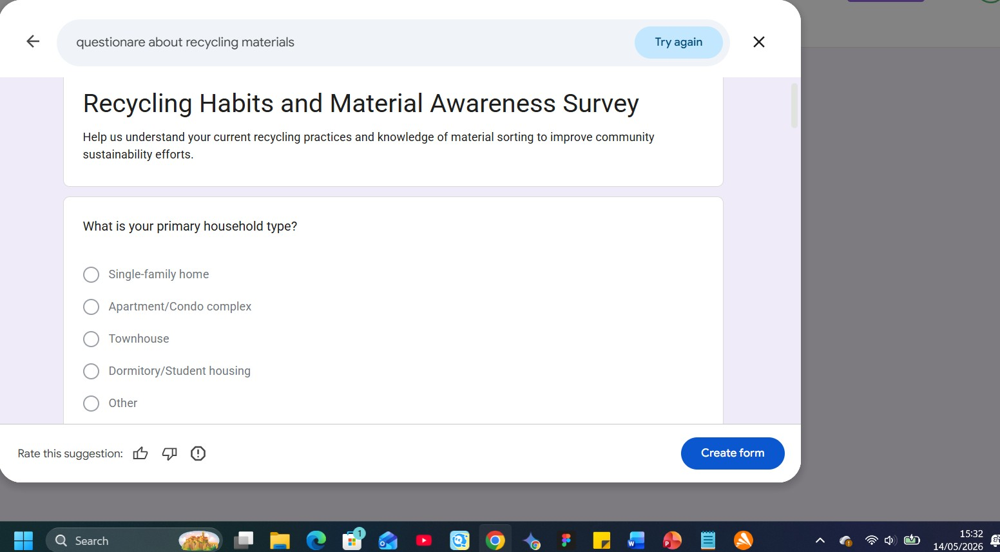 questionare about recycling materials
Try again
Recycling Habits and Material Awareness Survey
Help us understand your current recycling practices and knowledge of material sorting to improve community
sustainability efforts.
What is your primary household type?
Single-family home
Apartment/Condo complex
Townhouse
Dormitory/Student housing
Other
Rate this suggestion:
Create form
Search
1
15:32
14/05/2026